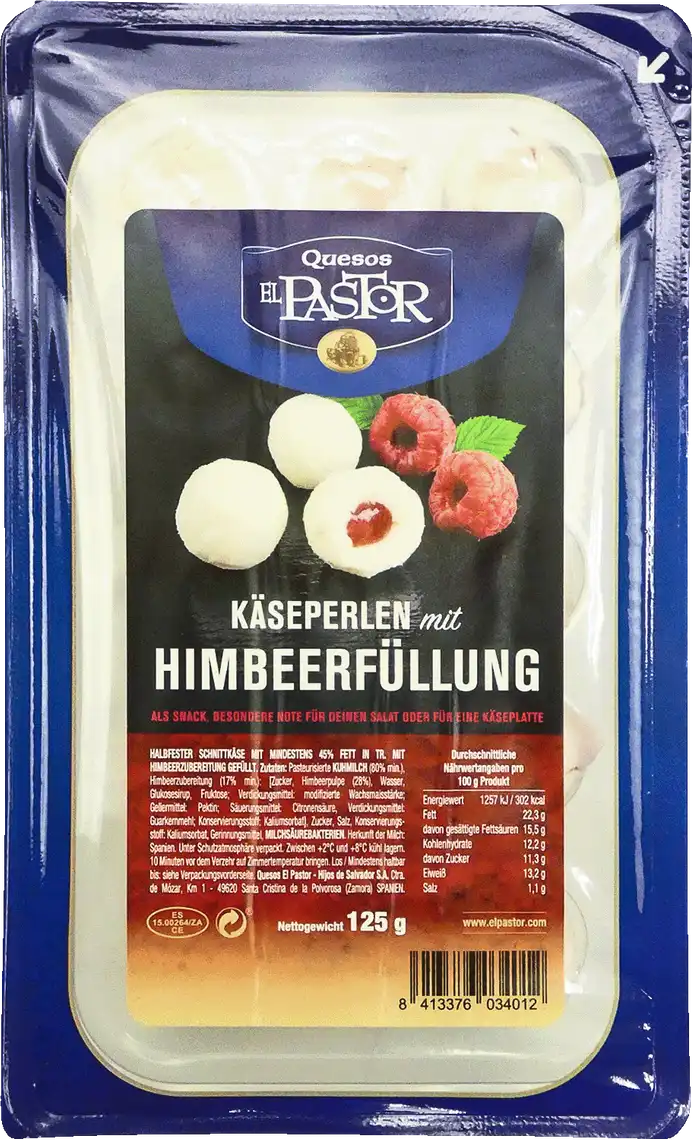 Quesos
EL PASTOR
KÄSEPERLEN mit
HIMBEERFÜLLUNG
ALS SNACK, BESONDERE NOTE FÜR DEINEN SALAT ODER FÜR EINE KÄSEPLATTE
HALBFESTER SCHNITTKÄSE MIT MINDESTENS 45% FETT IN TR. MIT
HIMBEERZUBEREITUNG GEFÜLLT. Zutaten: Pasteurisierte KUHMILCH (80% min.),
Himbeerzubereitung (17% min.): [Zucker, Himbeerpulpe (28%), Wasser,
Glukosesirup, Fruktose; Verdickungsmittel: modifizierte Wachsmaisstärke;
Geliermittel: Pektin; Säuerungsmittel: Citronensäure, Verdickungsmittel:
Guarkernmehl; Konservierungsstoff: Kaliumsorbat], Zucker, Salz, Konservierungs-
stoff: Kaliumsorbat, Gerinnungsmittel, MILCHSÄUREBAKTERIEN. Herkunft der Milch:
Spanien. Unter Schutzatmosphäre verpackt. Zwischen +2°C und +8°C kühl lagern.
10 Minuten vor dem Verzehr auf Zimmertemperatur bringen. Los / Mindestens haltbar
bis: siehe Verpackungsvorderseite. Quesos El Pastor - Hijos de Salvador S.A. Ctra.
de Mózar, Km 1 - 49620 Santa Cristina de la Polvorosa (Zamora) SPANIEN.
Durchschnittliche
Nährwertangaben pro
100 g Produkt
Energiewert 1257 kJ / 302 kcal
Fett 22,3 g
davon gesättigte Fettsäuren 15,5 g
Kohlenhydrate 12,2 g
davon Zucker 11,3 g
Eiweiß 13,2 g
Salz 1,1 g
ES
15.00264/ZA
CE
Nettogewicht 125 g
www.elpastor.com
8 413376 034012